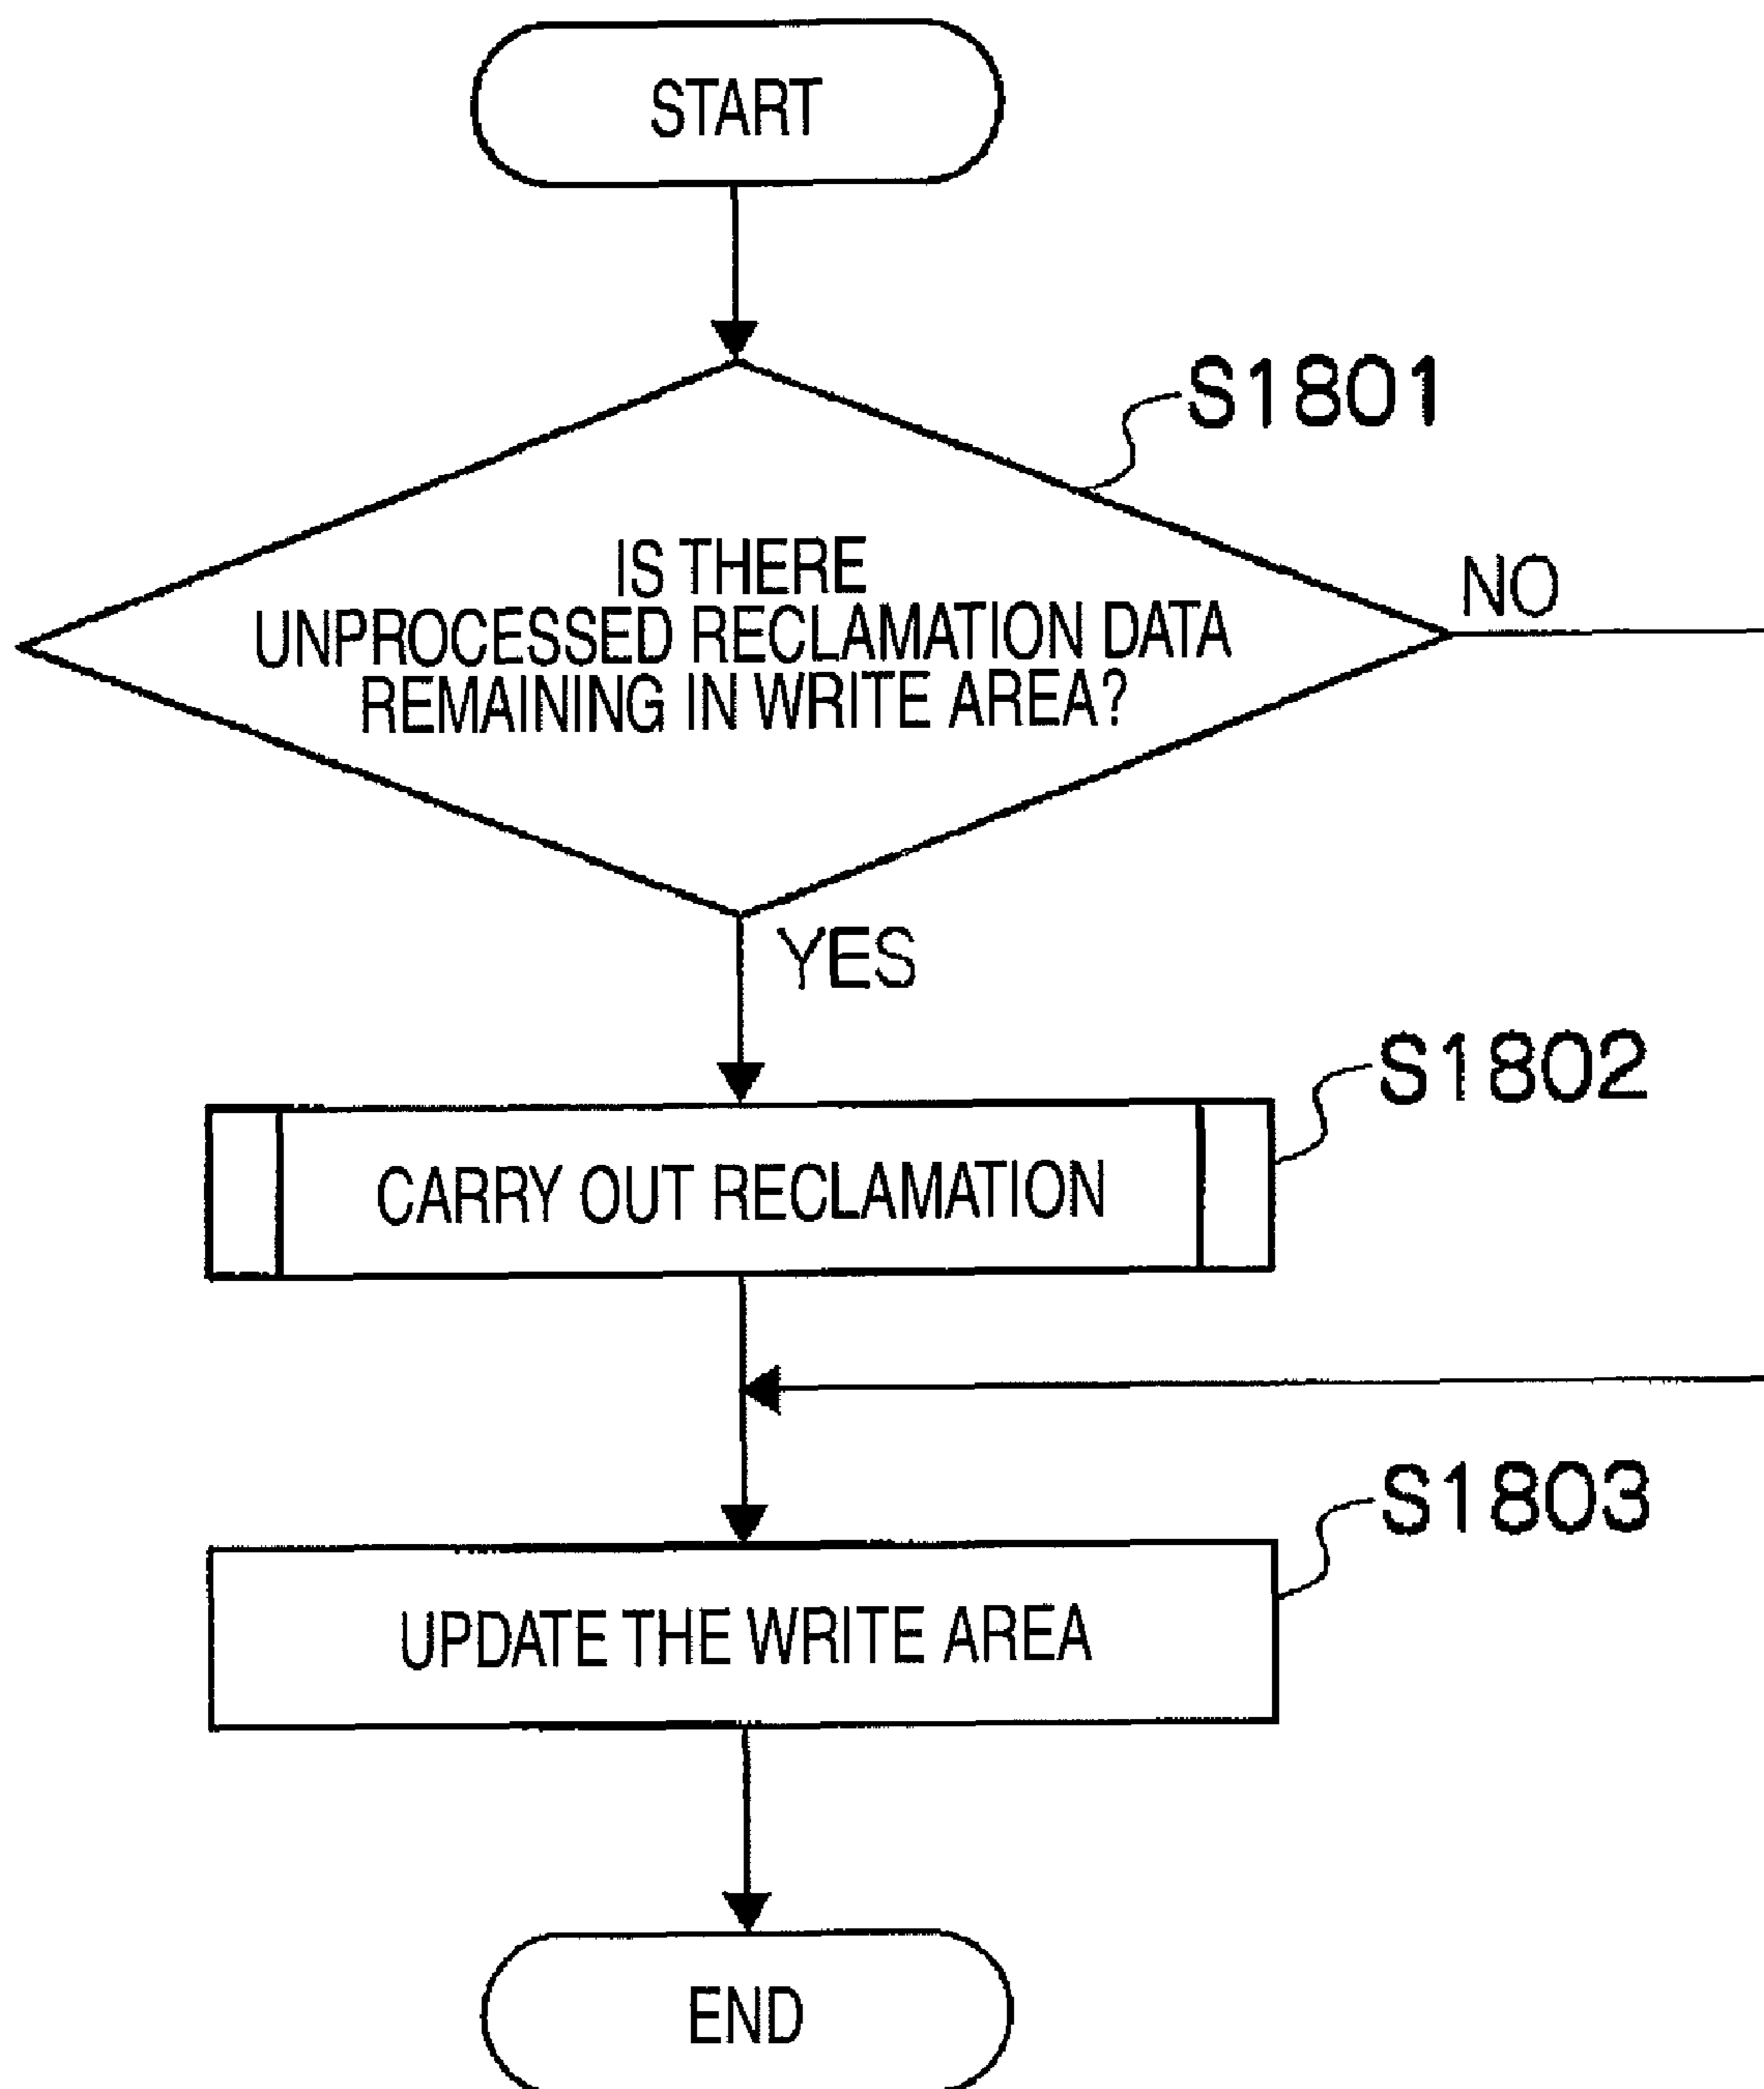 START
S1801
IS THERE
UNPROCESSED RECLAMATION DATA
REMAINING IN WRITE AREA?
NO
YES
S1802
CARRY OUT RECLAMATION
S1803
UPDATE THE WRITE AREA
END